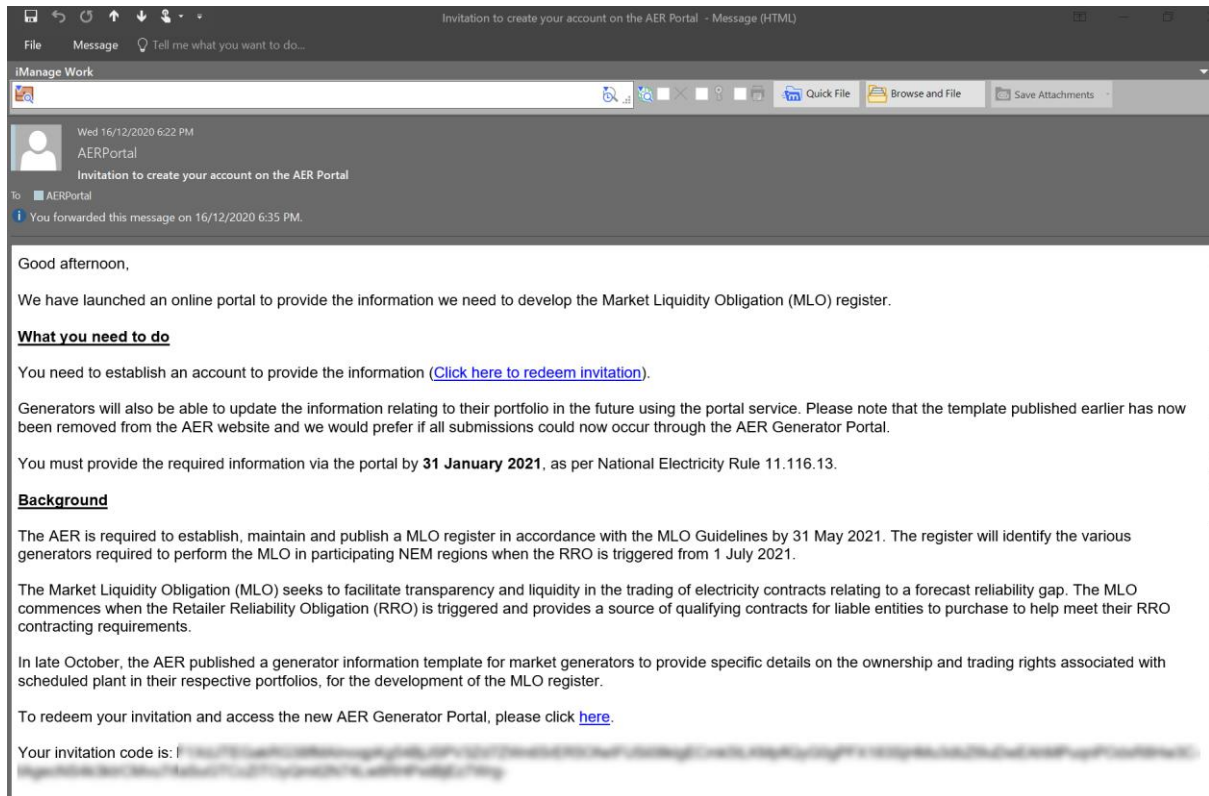 Invitation to create your account on the AER Portal - Message (HTML)
File Message Tell me what you want to do...
iManage Work
Quick File Browse and File Save Attachments
Wed 16/12/2020 6:22 PM
AERPortal
Invitation to create your account on the AER Portal
To AERPortal
You forwarded this message on 16/12/2020 6:35 PM.
Good afternoon,
We have launched an online portal to provide the information we need to develop the Market Liquidity Obligation (MLO) register.
What you need to do
You need to establish an account to provide the information (Click here to redeem invitation).
Generators will also be able to update the information relating to their portfolio in the future using the portal service. Please note that the template published earlier has now
been removed from the AER website and we would prefer if all submissions could now occur through the AER Generator Portal.
You must provide the required information via the portal by 31 January 2021, as per National Electricity Rule 11.116.13.
Background
The AER is required to establish, maintain and publish a MLO register in accordance with the MLO Guidelines by 31 May 2021. The register will identify the various
generators required to perform the MLO in participating NEM regions when the RRO is triggered from 1 July 2021.
The Market Liquidity Obligation (MLO) seeks to facilitate transparency and liquidity in the trading of electricity contracts relating to a forecast reliability gap. The MLO
commences when the Retailer Reliability Obligation (RRO) is triggered and provides a source of qualifying contracts for liable entities to purchase to help meet their RRO
contracting requirements.
In late October, the AER published a generator information template for market generators to provide specific details on the ownership and trading rights associated with
scheduled plant in their respective portfolios, for the development of the MLO register.
To redeem your invitation and access the new AER Generator Portal, please click here.
Your invitation code is: